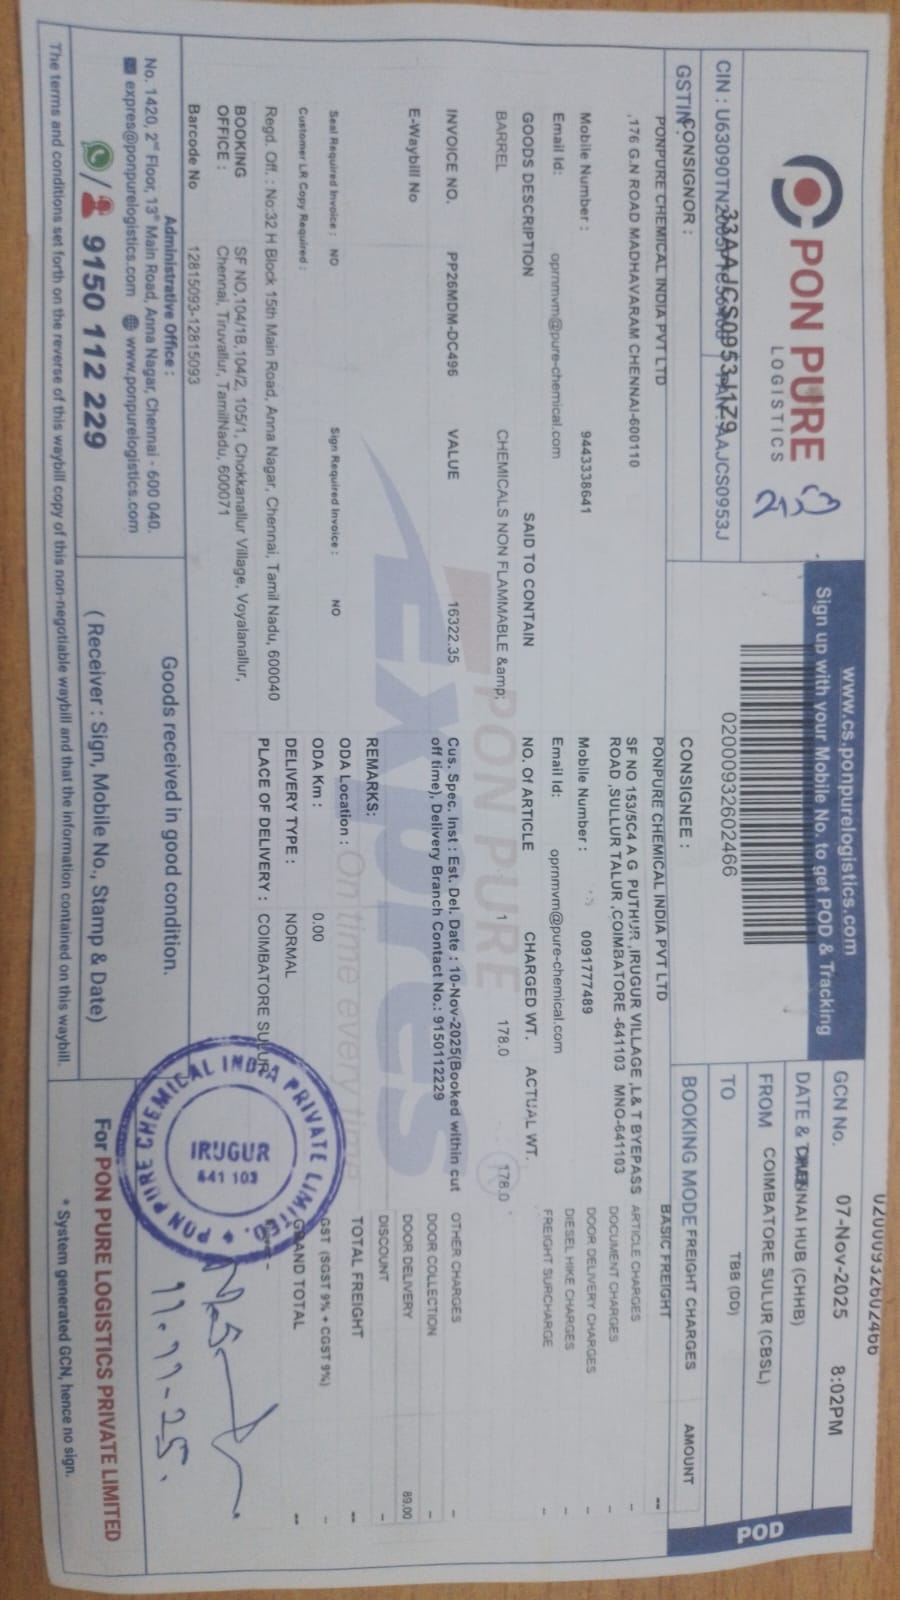 PON PURE
LOGISTICS
CIN : U63090TN
PAN: AAJCS0953J
GSTIN:
33AAJCS0953J1Z9
www.cs.ponpurelogistics.com
Sign up with your Mobile No. to get POD & Tracking
0200093260246­6
02000932602466
GCN No.
DATE & TIME
07-Nov-2025 8:02PM
FROM
CHENNAI HUB (CHHB)
TO
COIMBATORE SULUR (CBSL)
POD
CONSIGNOR :
PONPURE CHEMICAL INDIA PVT LTD
,176 G.N ROAD MADHAVARAM CHENNAI-600110
Mobile Number : 9443338641
Email Id: oprnmvm@pure-chemical.com
CONSIGNEE :
PONPURE CHEMICAL INDIA PVT LTD
SF NO 153/5C4 A G PUTHUR ,IRUGUR VILLAGE ,L& T BYEPASS
ROAD ,SULLUR TALUR ,COIMBATORE -641103 MNO-641103
Mobile Number : 0091777489
Email Id: oprnmvm@pure-chemical.com
BOOKING MODE
TBB (DD)
FREIGHT CHARGES AMOUNT
BASIC FREIGHT --
ARTICLE CHARGES -
DOCUMENT CHARGES -
DOOR DELIVERY CHARGES -
DIESEL HIKE CHARGES -
FREIGHT SURCHARGE -
OTHER CHARGES -
DOOR COLLECTION -
DOOR DELIVERY 89.00
DISCOUNT -
TOTAL FREIGHT --
GST (SGST 9% + CGST 9%) -
GRAND TOTAL --
GOODS DESCRIPTION SAID TO CONTAIN NO. Of ARTICLE CHARGED WT. ACTUAL WT.
BARREL CHEMICALS NON FLAMMABLE &amp; 1 178.0 178.0
INVOICE NO. PP26MDM-DC496 VALUE 16322.35
E-Waybill No
Cus. Spec. Inst : Est. Del. Date : 10-Nov-2025(Booked within cut
off time), Delivery Branch Contact No.: 9150112229
REMARKS:
PON PURE
Expres
On time every time
Seal Required Invoice : NO Sign Required Invoice : NO
Customer LR Copy Required :
ODA Location :
ODA Km : 0.00
DELIVERY TYPE : NORMAL
PLACE OF DELIVERY : COIMBATORE SULUR
Regd. Off. : No:32 H Block 15th Main Road, Anna Nagar, Chennai, Tamil Nadu, 600040
BOOKING OFFICE : SF NO,104/1B,104/2, 105/1, Chokkanallur Village, Voyalanallur,
Chennai, Tiruvallur, TamilNadu, 600071
Barcode No 12815093-12815093
Administrative Office :
No. 1420, 2nd Floor, 13th Main Road, Anna Nagar, Chennai - 600 040.
expres@ponpurelogistics.com www.ponpurelogistics.com
9150 112 229
Goods received in good condition.
( Receiver : Sign, Mobile No., Stamp & Date)
PON PURE CHEMICAL INDIA PRIVATE LIMITED
IRUGUR
641 103
11-11-25.
For PON PURE LOGISTICS PRIVATE LIMITED
* System generated GCN, hence no sign.
The terms and conditions set forth on the reverse of this waybill copy of this non-negotiable waybill and that the information contained on this waybill.